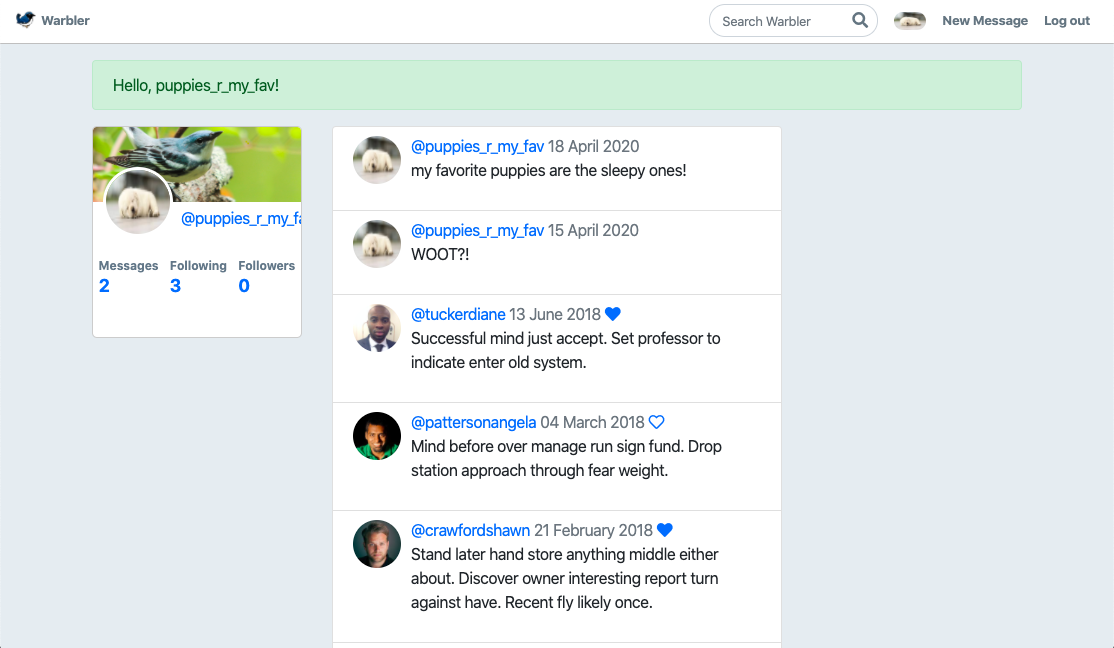 Warbler
Search Warbler
New Message
Log out
Hello, puppies_r_my_fav!
@puppies_r_my_fa
Messages Following Followers
2 3 0
@puppies_r_my_fav 18 April 2020
my favorite puppies are the sleepy ones!
@puppies_r_my_fav 15 April 2020
WOOT?!
@tuckerdiane 13 June 2018
Successful mind just accept. Set professor to
indicate enter old system.
@pattersonangela 04 March 2018
Mind before over manage run sign fund. Drop
station approach through fear weight.
@crawfordshawn 21 February 2018
Stand later hand store anything middle either
about. Discover owner interesting report turn
against have. Recent fly likely once.